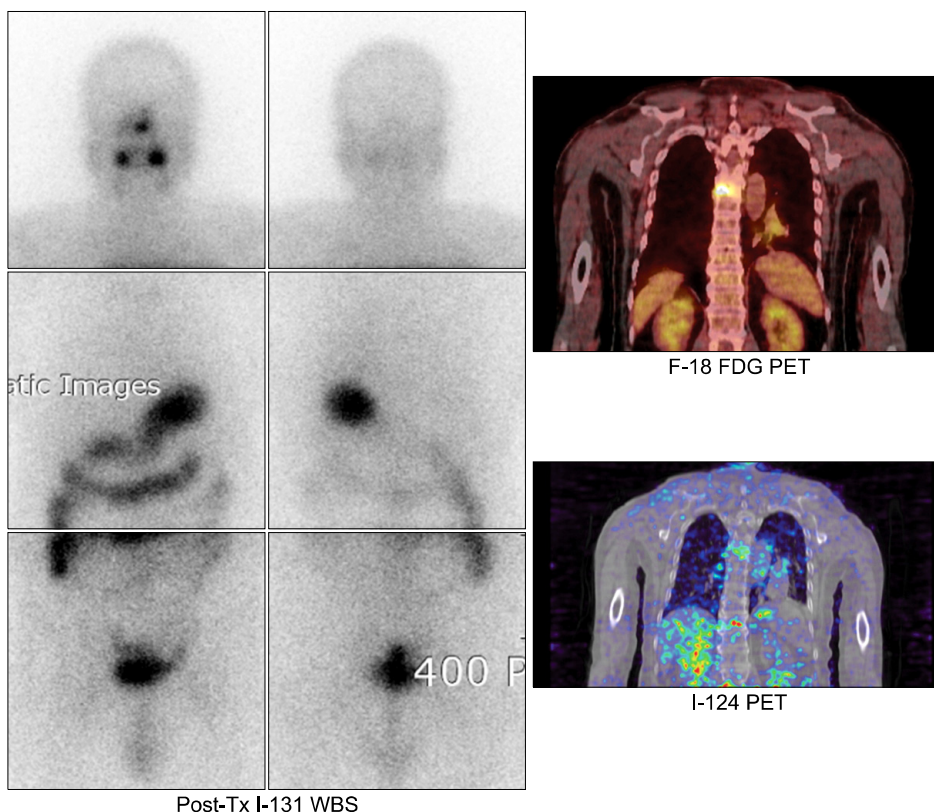 atic Images
400 P
Post-Tx I-131 WBS
F-18 FDG PET
I-124 PET